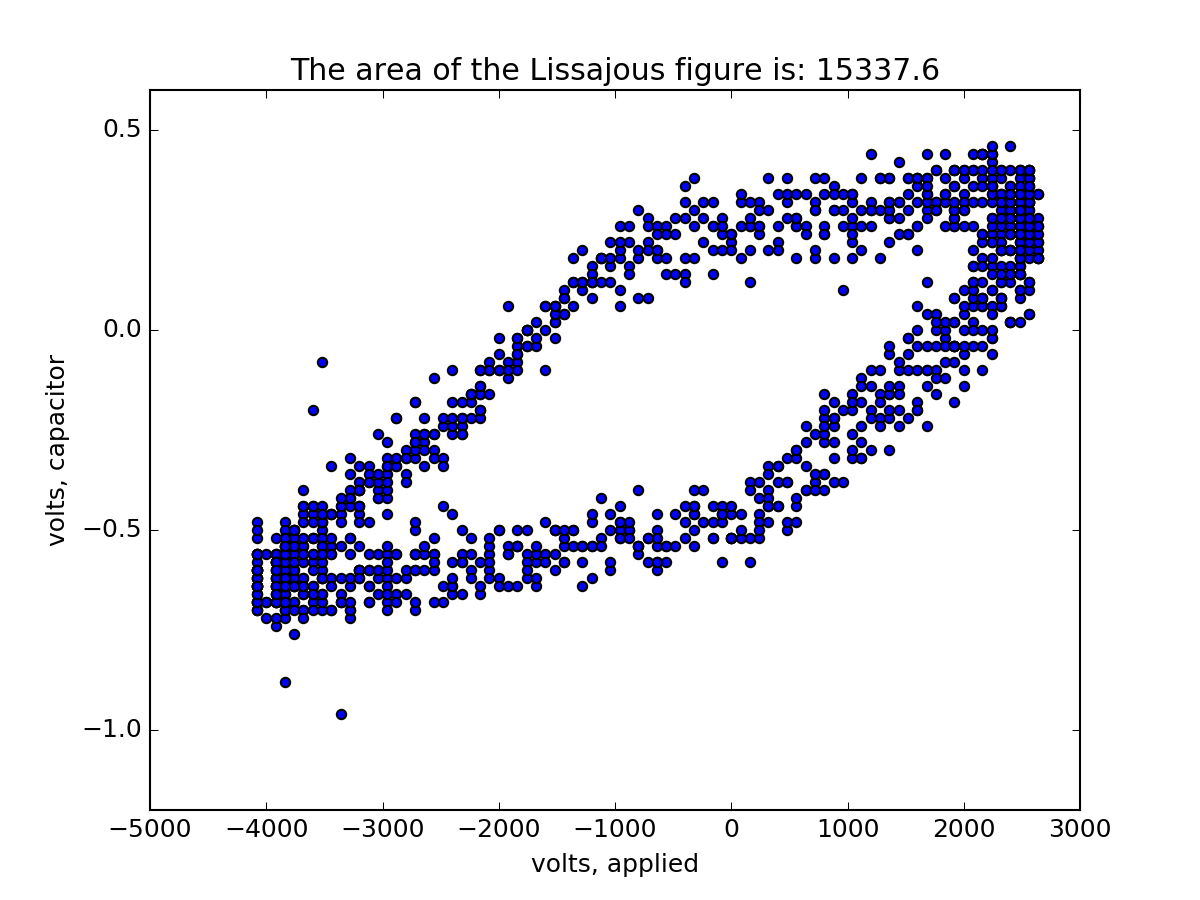 The area of the Lissajous figure is: 15337.6
0.5
0.0
−0.5
−1.0
volts, capacitor
−5000 −4000 −3000 −2000 −1000 0 1000 2000 3000
volts, applied